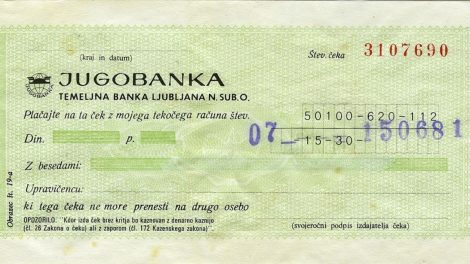 (kraj in datum)
Štev. čeka 3107690
JUGOBANKA
JUGOBANKA
TEMELJNA BANKA LJUBLJANA N. SUB. O.
Plačajte na ta ček z mojega tekočega računa štev. 50100-620-112
07_ 150681
Din. p. 15-30-
Z besedami:
Upravičencu:
ki tega čeka ne more prenesti na drugo osebo
OPOZORILO: "Kdor izda ček brez kritja bo kaznovan z denarno kaznijo
(čl. 26 Zakona o čeku) ali z zaporom (čl. 172 Kazenskega zakona)".
(svojeročni podpis izdajatelja čeka)
Obrazec št. 19-a